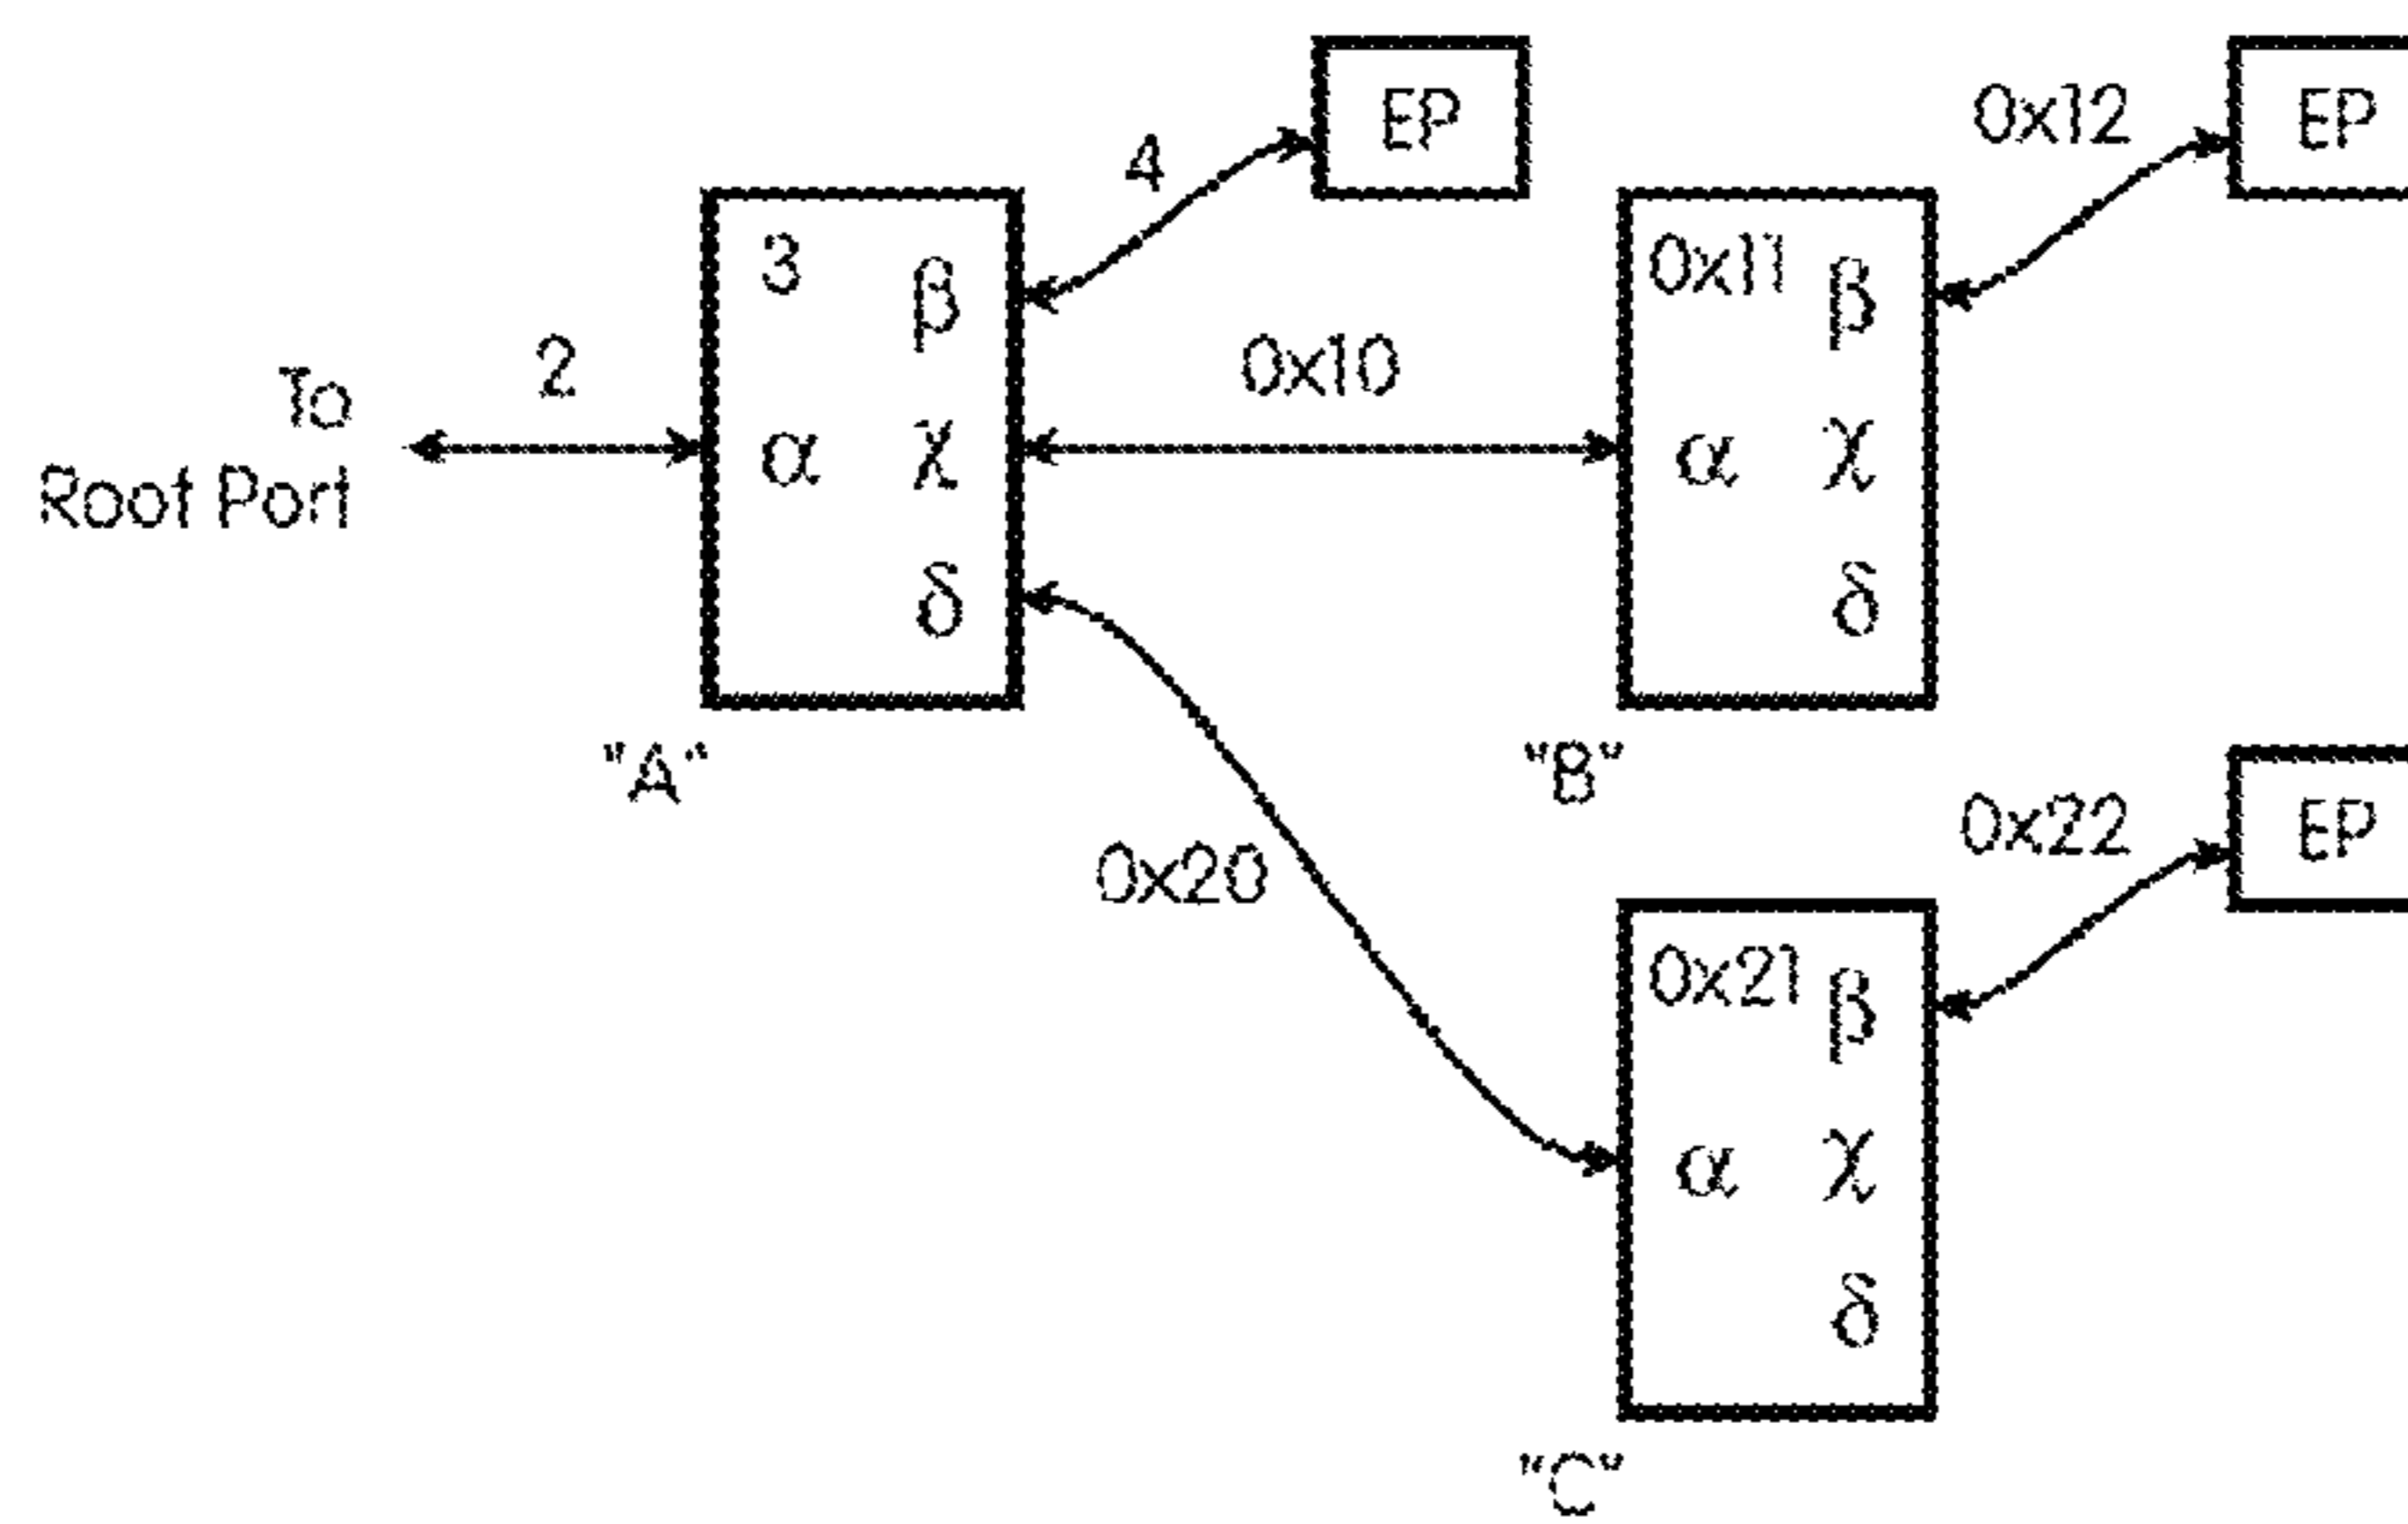 EP
0x12
EP
4
3
β
0x11
β
2
0x10
To
Root Port
α
χ
α
χ
δ
δ
"A"
"B"
0x20
0x22
EP
0x21
β
α
χ
δ
"C"